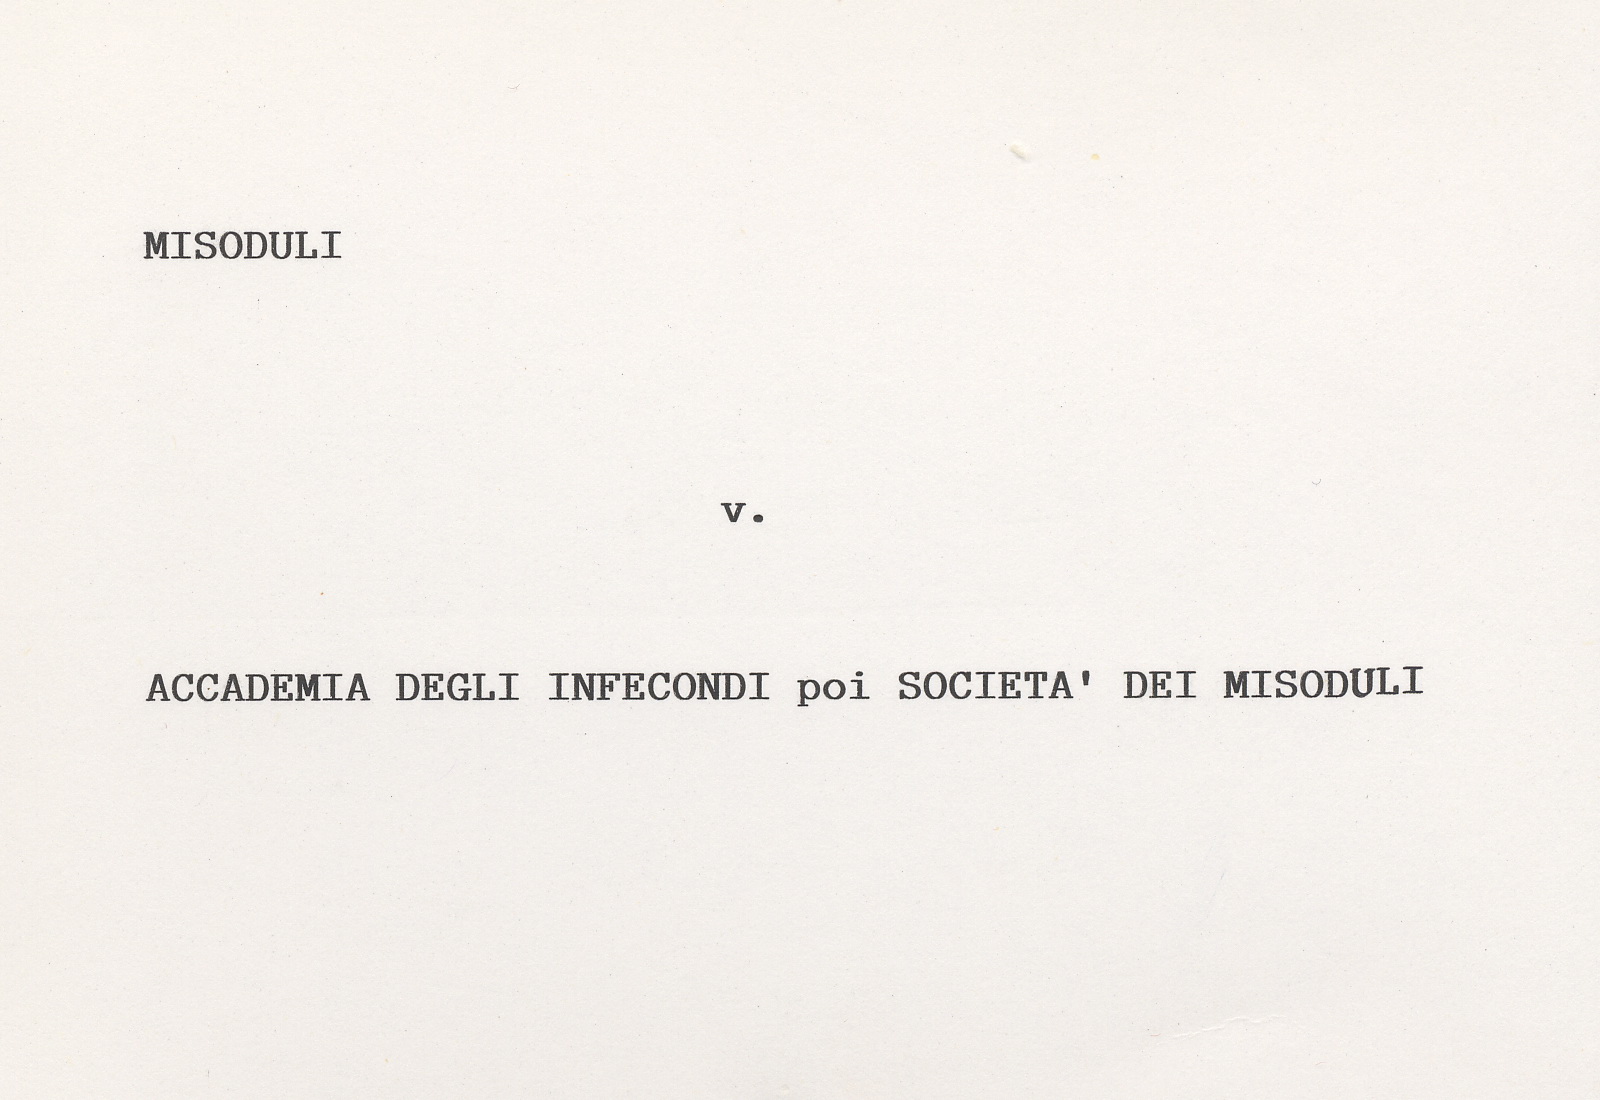 MISODULI
v.
ACCADEMIA DEGLI INFECONDI poi SOCIETA' DEI MISODULI